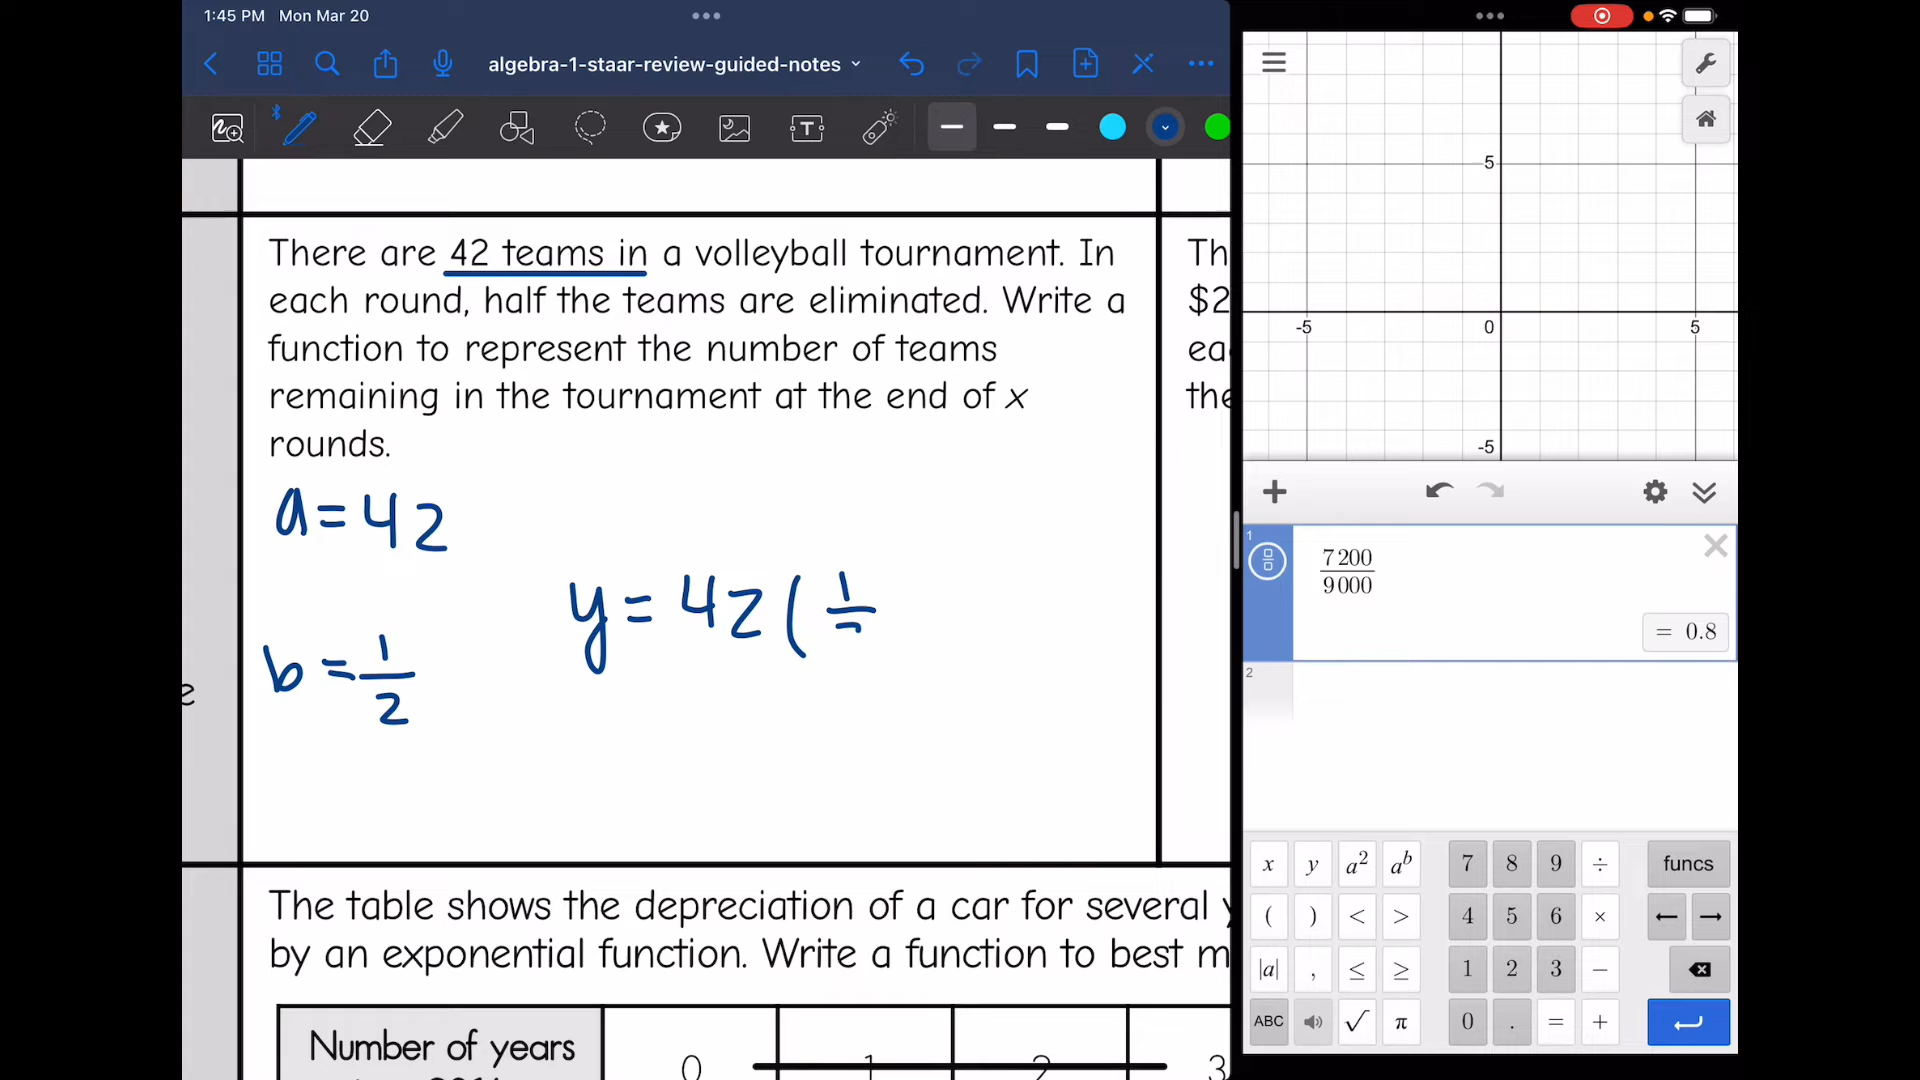 1:45 PM Mon Mar 20
algebra-1-staar-review-guided-notes
T
There are 42 teams in a volleyball tournament. In
each round, half the teams are eliminated. Write a
function to represent the number of teams
remaining in the tournament at the end of x
rounds.
a = 42
y = 42 ( 1/
b = 1/2
e
Th
$2
ea
the
The table shows the depreciation of a car for several y
by an exponential function. Write a function to best m
Number of years
0 1 2 3
5
-5 0 5
-5
1
7200/9000
= 0.8
2
x y a² aᵇ 7 8 9 ÷ funcs
( ) < > 4 5 6 × ← →
|a| , ≤ ≥ 1 2 3 −
ABC √ π 0 . = +